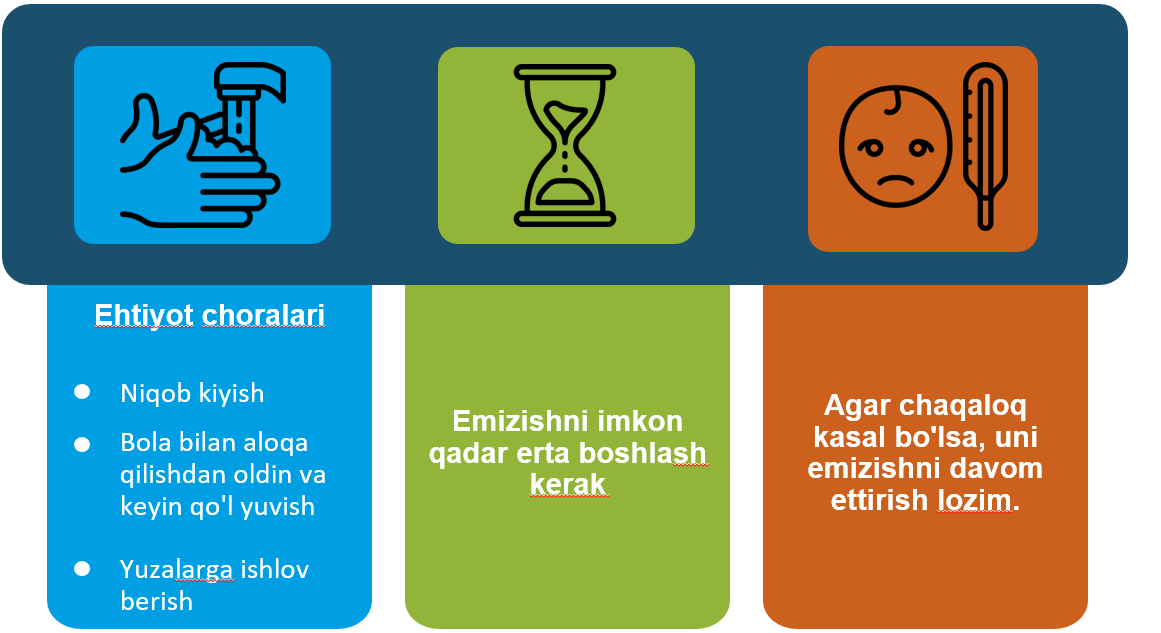 Ehtiyot choralari
Niqob kiyish
Bola bilan aloqa
qilishdan oldin va
keyin qo'l yuvish
Yuzalarga ishlov
berish
Emizishni imkon
qadar erta boshlash
kerak
Agar chaqaloq
kasal bo'lsa, uni
emizishni davom
ettirish lozim.